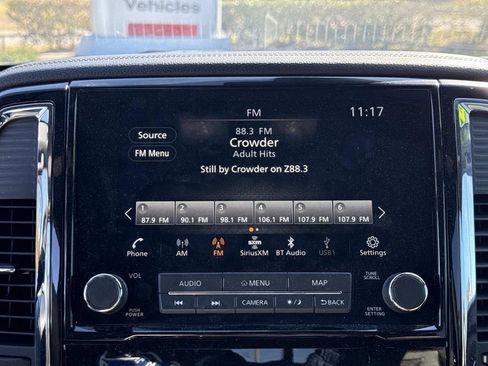 Vehicles
FM 11:17
Source
88.3 FM
Crowder
FM Menu
Adult Hits
Still by Crowder on Z88.3
1 2 3 4 5 6
87.9 FM 90.1 FM 98.1 FM 106.1 FM 107.9 FM 107.9 FM
sxm
Phone AM FM SiriusXM BT Audio USB1 Settings
VOL AUDIO MENU MAP TUNE SCROLL
PUSH POWER CAMERA BACK ENTER SETTING